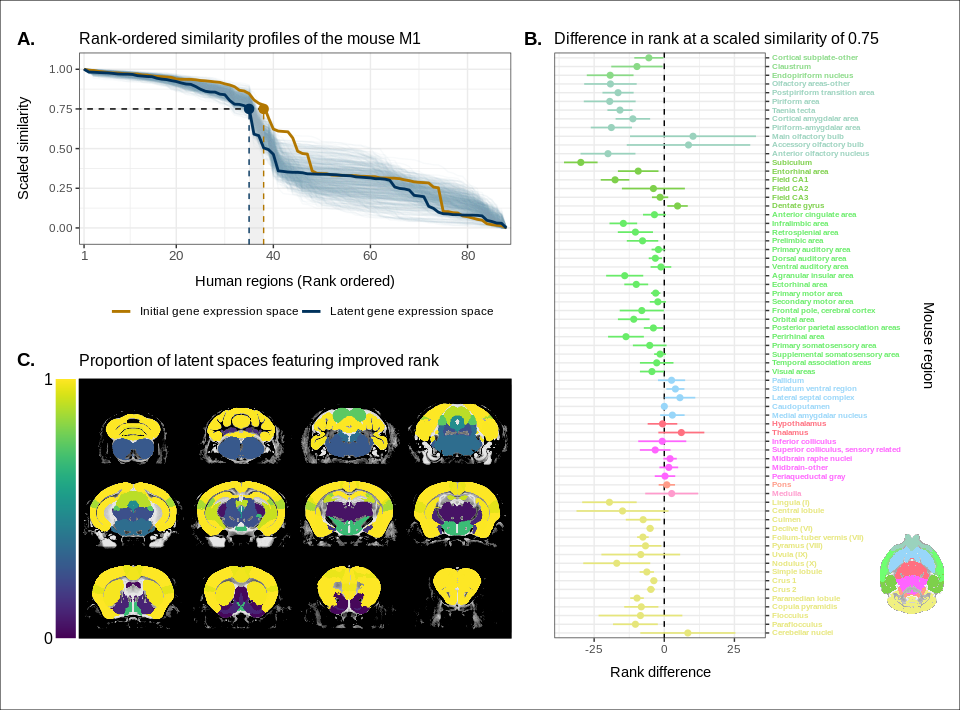 A.
Rank-ordered similarity profiles of the mouse M1
1.00
0.75
0.50
0.25
0.00
Scaled similarity
1
20
40
60
80
Human regions (Rank ordered)
Initial gene expression space
Latent gene expression space
B.
Difference in rank at a scaled similarity of 0.75
Cortical subplate-other
Claustrum
Endopiriform nucleus
Olfactory areas-other
Postpiriform transition area
Piriform area
Taenia tecta
Cortical amygdalar area
Piriform-amygdalar area
Main olfactory bulb
Accessory olfactory bulb
Anterior olfactory nucleus
Subiculum
Entorhinal area
Field CA1
Field CA2
Field CA3
Dentate gyrus
Anterior cingulate area
Infralimbic area
Retrosplenial area
Prelimbic area
Primary auditory area
Dorsal auditory area
Ventral auditory area
Agranular insular area
Ectorhinal area
Primary motor area
Secondary motor area
Frontal pole, cerebral cortex
Orbital area
Posterior parietal association areas
Perirhinal area
Primary somatosensory area
Supplemental somatosensory area
Temporal association areas
Visual areas
Pallidum
Striatum ventral region
Lateral septal complex
Caudoputamen
Medial amygdalar nucleus
Hypothalamus
Thalamus
Inferior colliculus
Superior colliculus, sensory related
Midbrain raphe nuclei
Midbrain-other
Periaqueductal gray
Pons
Medulla
Lingula (I)
Central lobule
Culmen
Declive (VI)
Folium-tuber vermis (VII)
Pyramus (VIII)
Uvula (IX)
Nodulus (X)
Simple lobule
Crus 1
Crus 2
Paramedian lobule
Copula pyramidis
Flocculus
Paraflocculus
Cerebellar nuclei
-25
0
25
Rank difference
Mouse region
C.
Proportion of latent spaces featuring improved rank
1
0